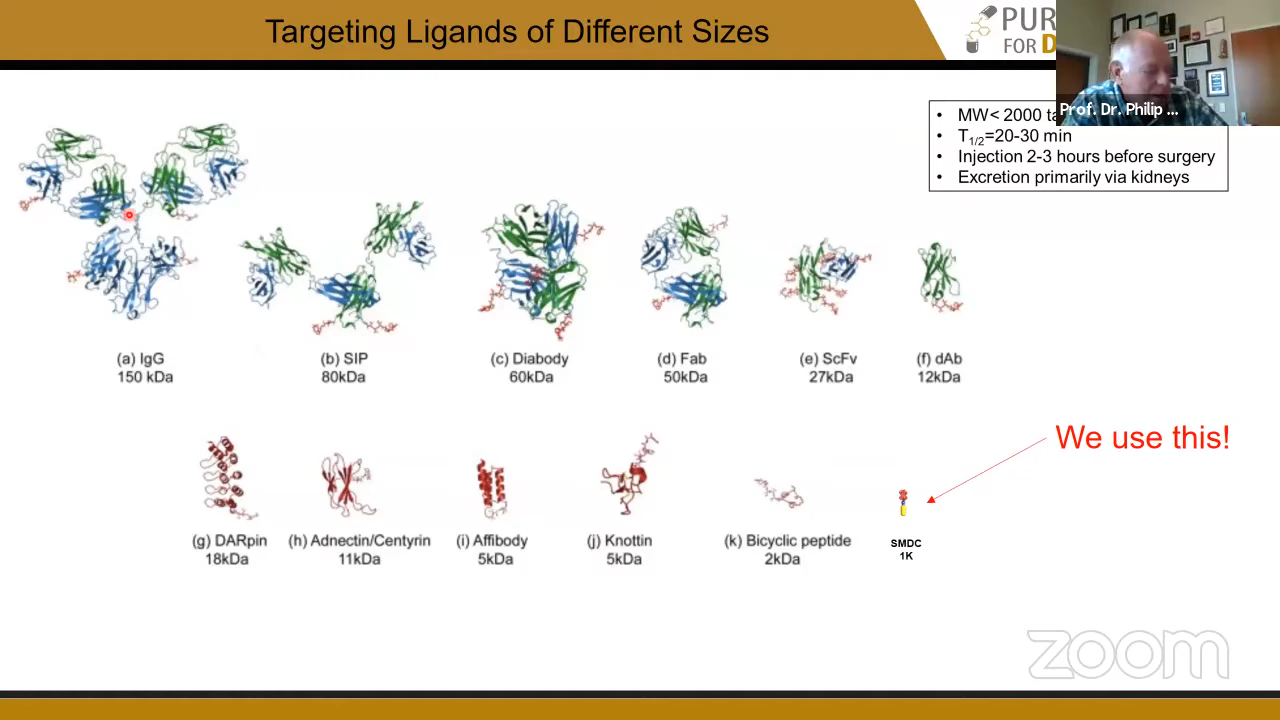 Targeting Ligands of Different Sizes
PUR
FOR D
Prof. Dr. Philip ...
• MW< 2000
• T1/2=20-30 min
• Injection 2-3 hours before surgery
• Excretion primarily via kidneys
(a) IgG
150 kDa
(b) SIP
80kDa
(c) Diabody
60kDa
(d) Fab
50kDa
(e) ScFv
27kDa
(f) dAb
12kDa
We use this!
(g) DARpin
18kDa
(h) Adnectin/Centyrin
11kDa
(i) Affibody
5kDa
(j) Knottin
5kDa
(k) Bicyclic peptide
2kDa
SMDC
1K
zoom